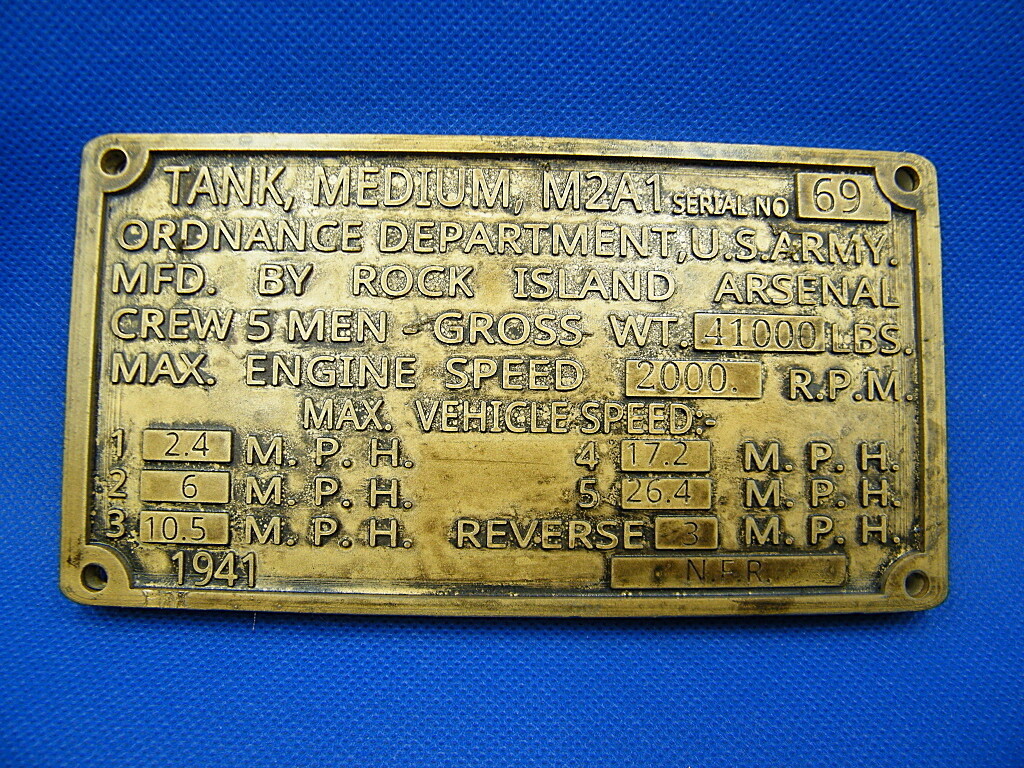 TANK, MEDIUM, M2A1 SERIAL NO 69
ORDNANCE DEPARTMENT, U.S.ARMY.
MFD. BY ROCK ISLAND ARSENAL
CREW 5 MEN - GROSS WT. 41000 LBS.
MAX. ENGINE SPEED 2000. R.P.M.
MAX. VEHICLE SPEED:-
1 2.4 M. P. H. 4 17.2 M. P. H.
2 6 M. P. H. 5 26.4 M. P. H.
3 10.5 M. P. H. REVERSE 3 M. P. H.
1941 N.F.R.